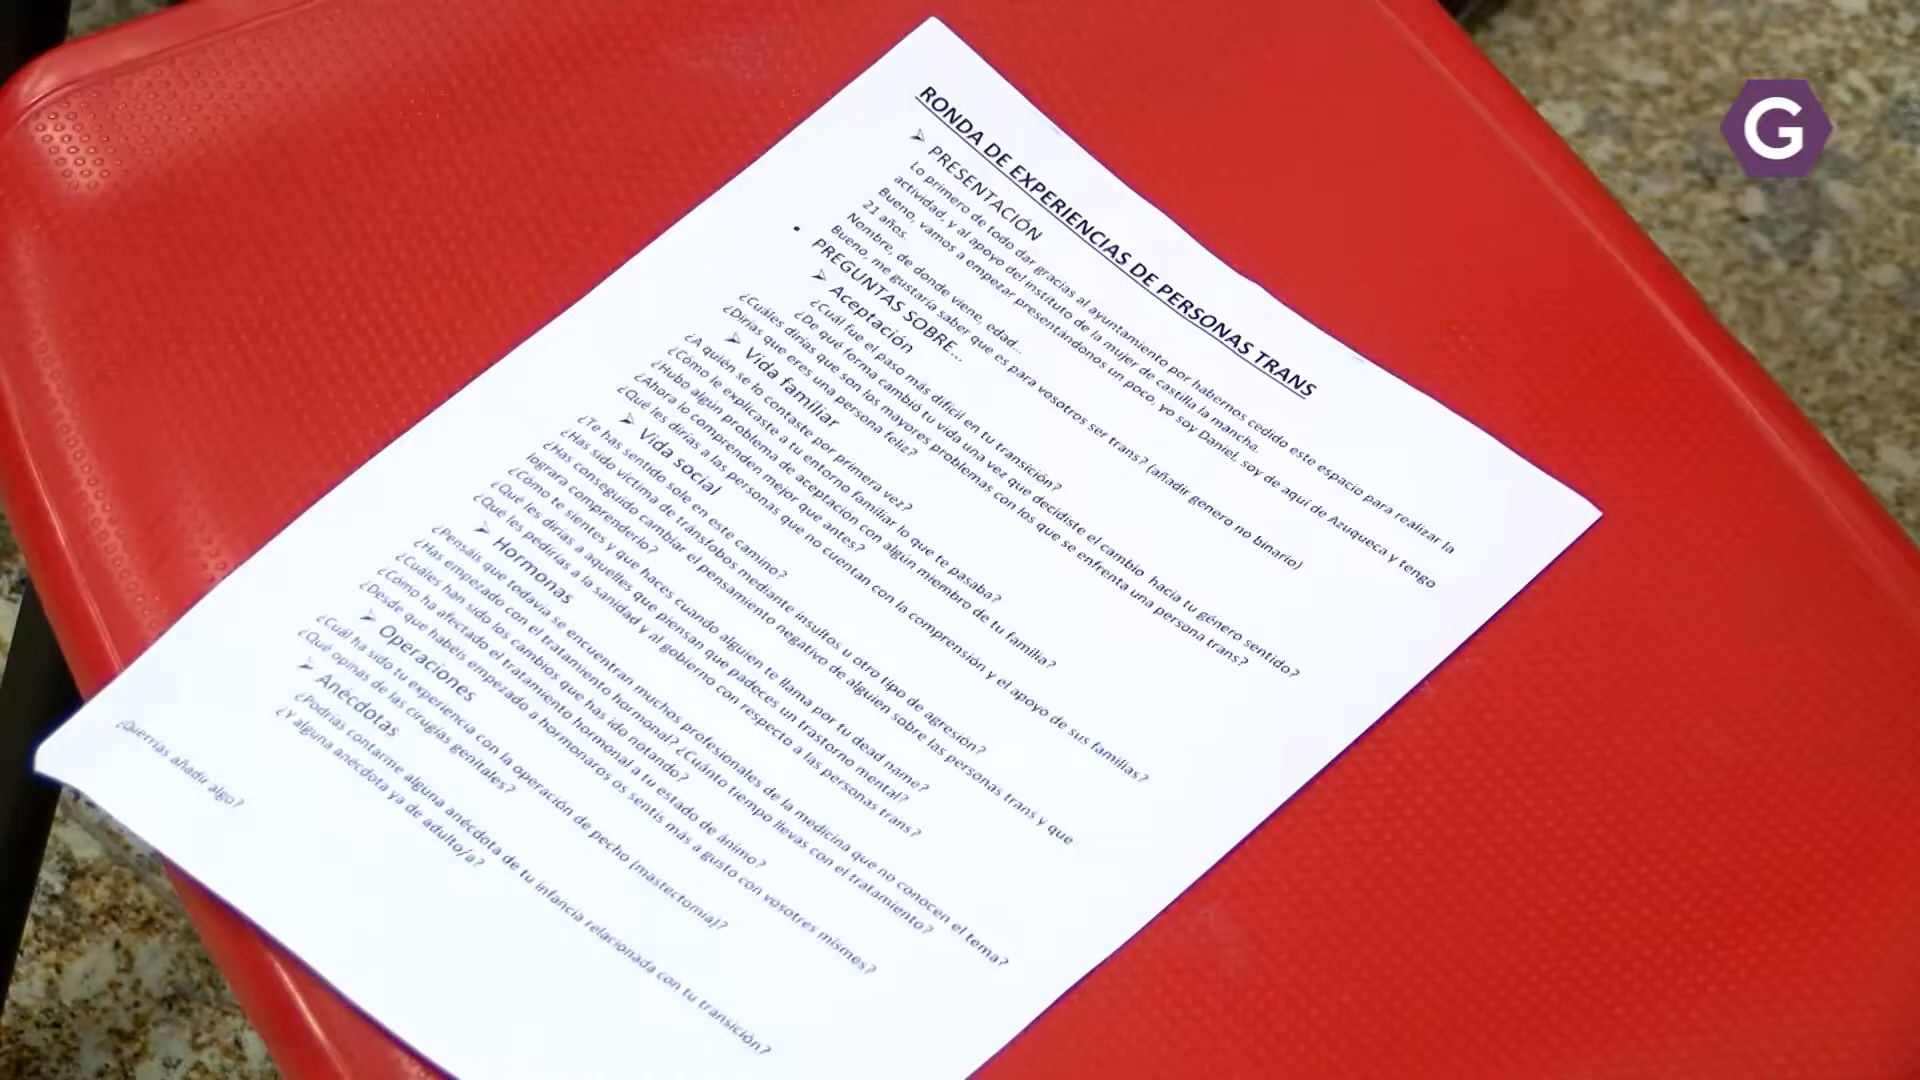 RONDA DE EXPERIENCIAS DE PERSONAS TRANS
➢ PRESENTACIÓN
Lo primero de todo dar gracias al ayuntamiento por habernos cedido este espacio para realizar la
actividad, y al apoyo del instituto de la mujer de castilla la mancha.
Bueno, vamos a empezar presentándonos un poco, yo soy Daniel, soy de aquí de Azuqueca y tengo
21 años.
Nombre, de donde viene, edad...
Bueno, me gustaría saber que es para vosotros ser trans? (añadir genero no binario)
• PREGUNTAS SOBRE...
➢ Aceptación
¿Cuál fue el paso más difícil en tu transición?
¿De qué forma cambió tu vida una vez que decidiste el cambio hacia tu género sentido?
¿Cuáles dirías que son los mayores problemas con los que se enfrenta una persona trans?
¿Dirías que eres una persona feliz?
➢ Vida familiar
¿A quién se lo contaste por primera vez?
¿Cómo le explicaste a tu entorno familiar lo que te pasaba?
¿Hubo algún problema de aceptación con algún miembro de tu familia?
¿Ahora lo comprenden mejor que antes?
¿Qué les dirías a las personas que no cuentan con la comprensión y el apoyo de sus familias?
➢ Vida social
¿Te has sentido sole en este camino?
¿Has sido víctima de tránsfobos mediante insultos u otro tipo de agresión?
¿Has conseguido cambiar el pensamiento negativo de alguien sobre las personas trans y que
lograra comprenderlo?
¿Cómo te sientes y que haces cuando alguien te llama por tu dead name?
¿Qué les dirías a aquelles que piensan que padeces un trastorno mental?
¿Qué les pedirías a la sanidad y al gobierno con respecto a las personas trans?
➢ Hormonas
¿Pensáis que todavía se encuentran muchos profesionales de la medicina que no conocen el tema?
¿Has empezado con el tratamiento hormonal? ¿Cuánto tiempo llevas con el tratamiento?
¿Cuáles han sido los cambios que has ido notando?
¿Cómo ha afectado el tratamiento hormonal a tu estado de ánimo?
¿Desde que habéis empezado a hormonaros os sentís más a gusto con vosotres mismes?
➢ Operaciones
¿Cuál ha sido tu experiencia con la operación de pecho (mastectomía)?
¿Qué opinas de las cirugías genitales?
➢ Anécdotas
¿Podrías contarme alguna anécdota de tu infancia relacionada con tu transición?
¿Y alguna anécdota ya de adulto/a?
¿Querrías añadir algo?
G